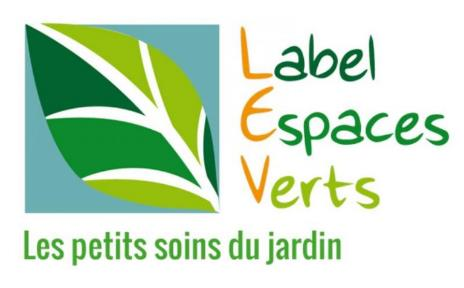 Label
Espaces
Verts
Les petits soins du jardin